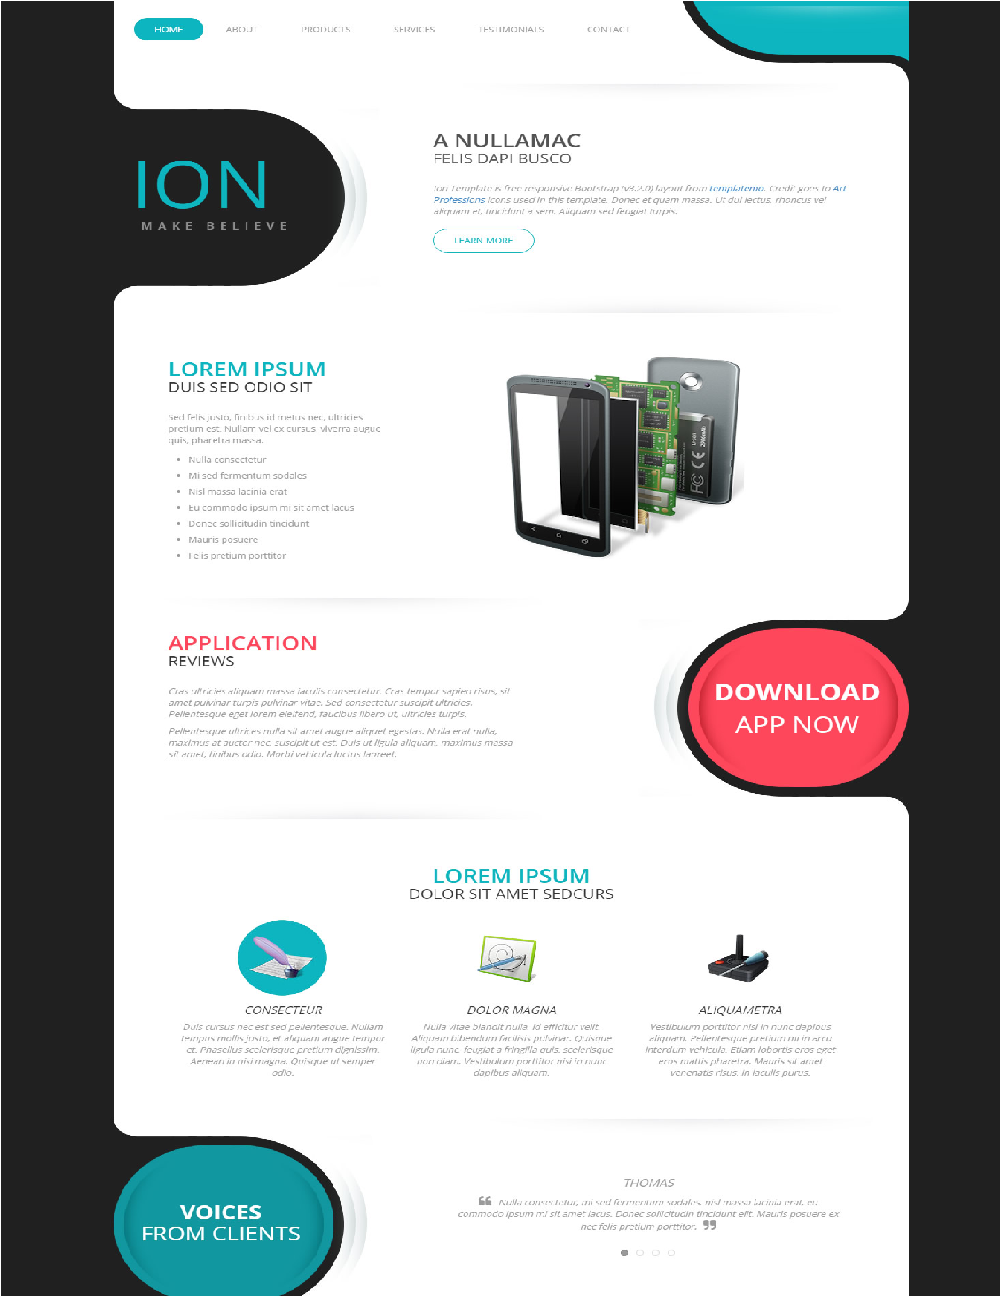 HOME ABOUT PRODUCTS SERVICES TESTIMONIALS CONTACT
ION
MAKE BELIEVE
A NULLAMAC
FELIS DAPI BUSCO
Ion Template is free responsive Bootstrap (v3.2.0) layout from templatemo. Credit goes to Art
Professions icons used in this template. Donec et quam massa. Ut dui lectus, rhoncus vel
aliquam et, tincidunt a sem. Aliquam sed feugiat turpis.
LEARN MORE
LOREM IPSUM
DUIS SED ODIO SIT
Sed felis justo, finibus id metus nec, ultricies
pretium est. Nullam vel ex cursus, viverra augue
quis, pharetra massa.
Nulla consectetur
Mi sed fermentum sodales
Nisl massa lacinia erat
Eu commodo ipsum mi sit amet lacus
Donec sollicitudin tincidunt
Mauris posuere
Felis pretium porttitor
FC CE
APPLICATION
REVIEWS
Cras ultricies aliquam massa iaculis consectetur. Cras tempor sapien risus, sit
amet pulvinar turpis pulvinar vitae. Sed consectetur suscipit ultricies.
Pellentesque eget lorem eleifend, faucibus libero ut, ultricies turpis.
Pellentesque ultrices nulla sit amet augue aliquet egestas. Nulla erat nulla,
maximus at auctor nec, suscipit ut est. Duis ut ligula aliquam, maximus massa
sit amet, finibus odio. Morbi vehicula luctus laoreet.
DOWNLOAD
APP NOW
LOREM IPSUM
DOLOR SIT AMET SEDCURS
CONSECTEUR
Duis cursus nec est sed pellentesque. Nullam
tempus mollis justo, et aliquam augue tempor
et. Phasellus scelerisque pretium dignissim.
Aenean in nisl magna. Quisque ut semper
odio.
DOLOR MAGNA
Nulla vitae blandit nulla, id efficitur velit.
Aliquam bibendum facilisis pulvinar. Quisque
ligula nunc, feugiat a fringilla quis, scelerisque
non diam. Vestibulum porttitor nisl in nunc
dapibus aliquam.
ALIQUAMETRA
Vestibulum porttitor nisl in nunc dapibus
aliquam. Pellentesque pretium mi in arcu
interdum vehicula. Etiam lobortis eros eget
eros mattis pharetra. Mauris sit amet
venenatis risus, in iaculis purus.
VOICES
FROM CLIENTS
THOMAS
“ Nulla consectetur, mi sed fermentum sodales, nisl massa lacinia erat, eu
commodo ipsum mi sit amet lacus. Donec sollicitudin tincidunt elit. Mauris posuere ex
nec felis pretium porttitor. ”